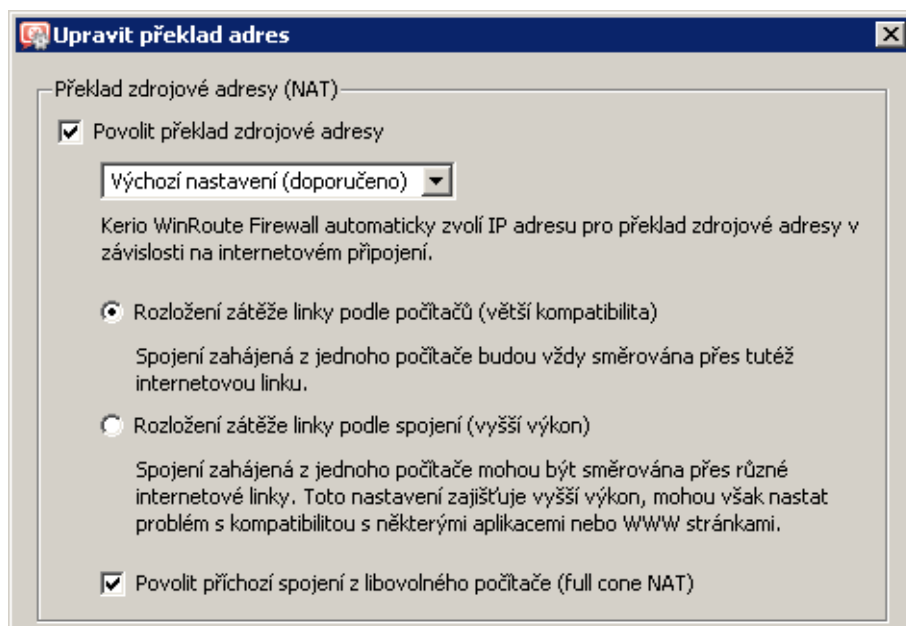 Upravit překlad adres
Překlad zdrojové adresy (NAT)
Povolit překlad zdrojové adresy
Výchozí nastavení (doporučeno)
Kerio WinRoute Firewall automaticky zvolí IP adresu pro překlad zdrojové adresy v
závislosti na internetovém připojení.
Rozložení zátěže linky podle počítačů (větší kompatibilita)
Spojení zahájená z jednoho počítače budou vždy směrována přes tutéž
internetovou linku.
Rozložení zátěže linky podle spojení (vyšší výkon)
Spojení zahájená z jednoho počítače mohou být směrována přes různé
internetové linky. Toto nastavení zajišťuje vyšší výkon, mohou však nastat
problém s kompatibilitou s některými aplikacemi nebo WWW stránkami.
Povolit příchozí spojení z libovolného počítače (full cone NAT)